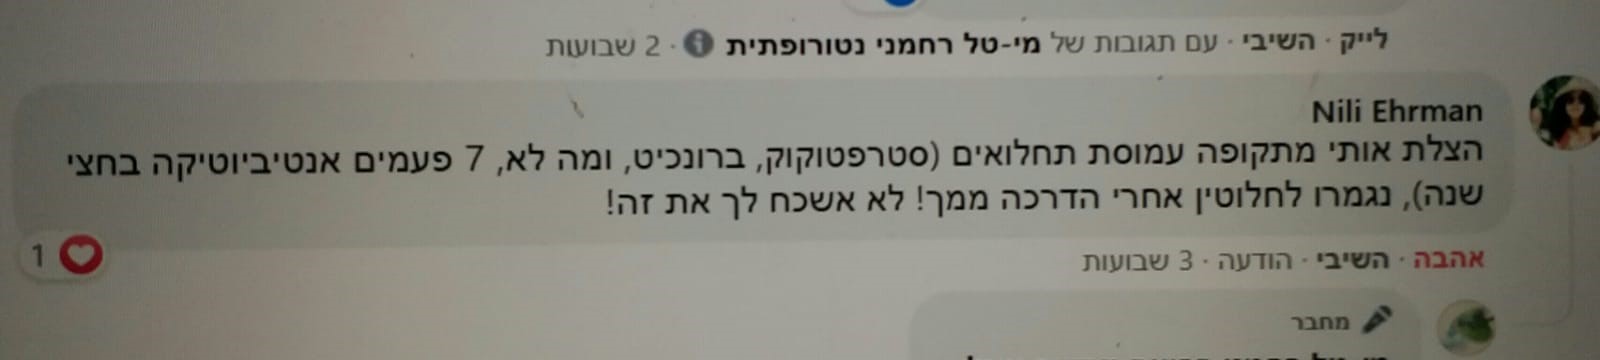 לייק · השיבי · עם תגובות של מי-טל רחמני נטורופתית · 2 שבועות
Nili Ehrman
הצלת אותי מתקופה עמוסת תחלואים (סטרפטוקוק, ברונכיט, ומה לא, 7 פעמים אנטיביוטיקה בחצי
שנה), נגמרו לחלוטין אחרי הדרכה ממך! לא אשכח לך את זה!
1
אהבה · השיבי · הודעה · 3 שבועות
מחבר